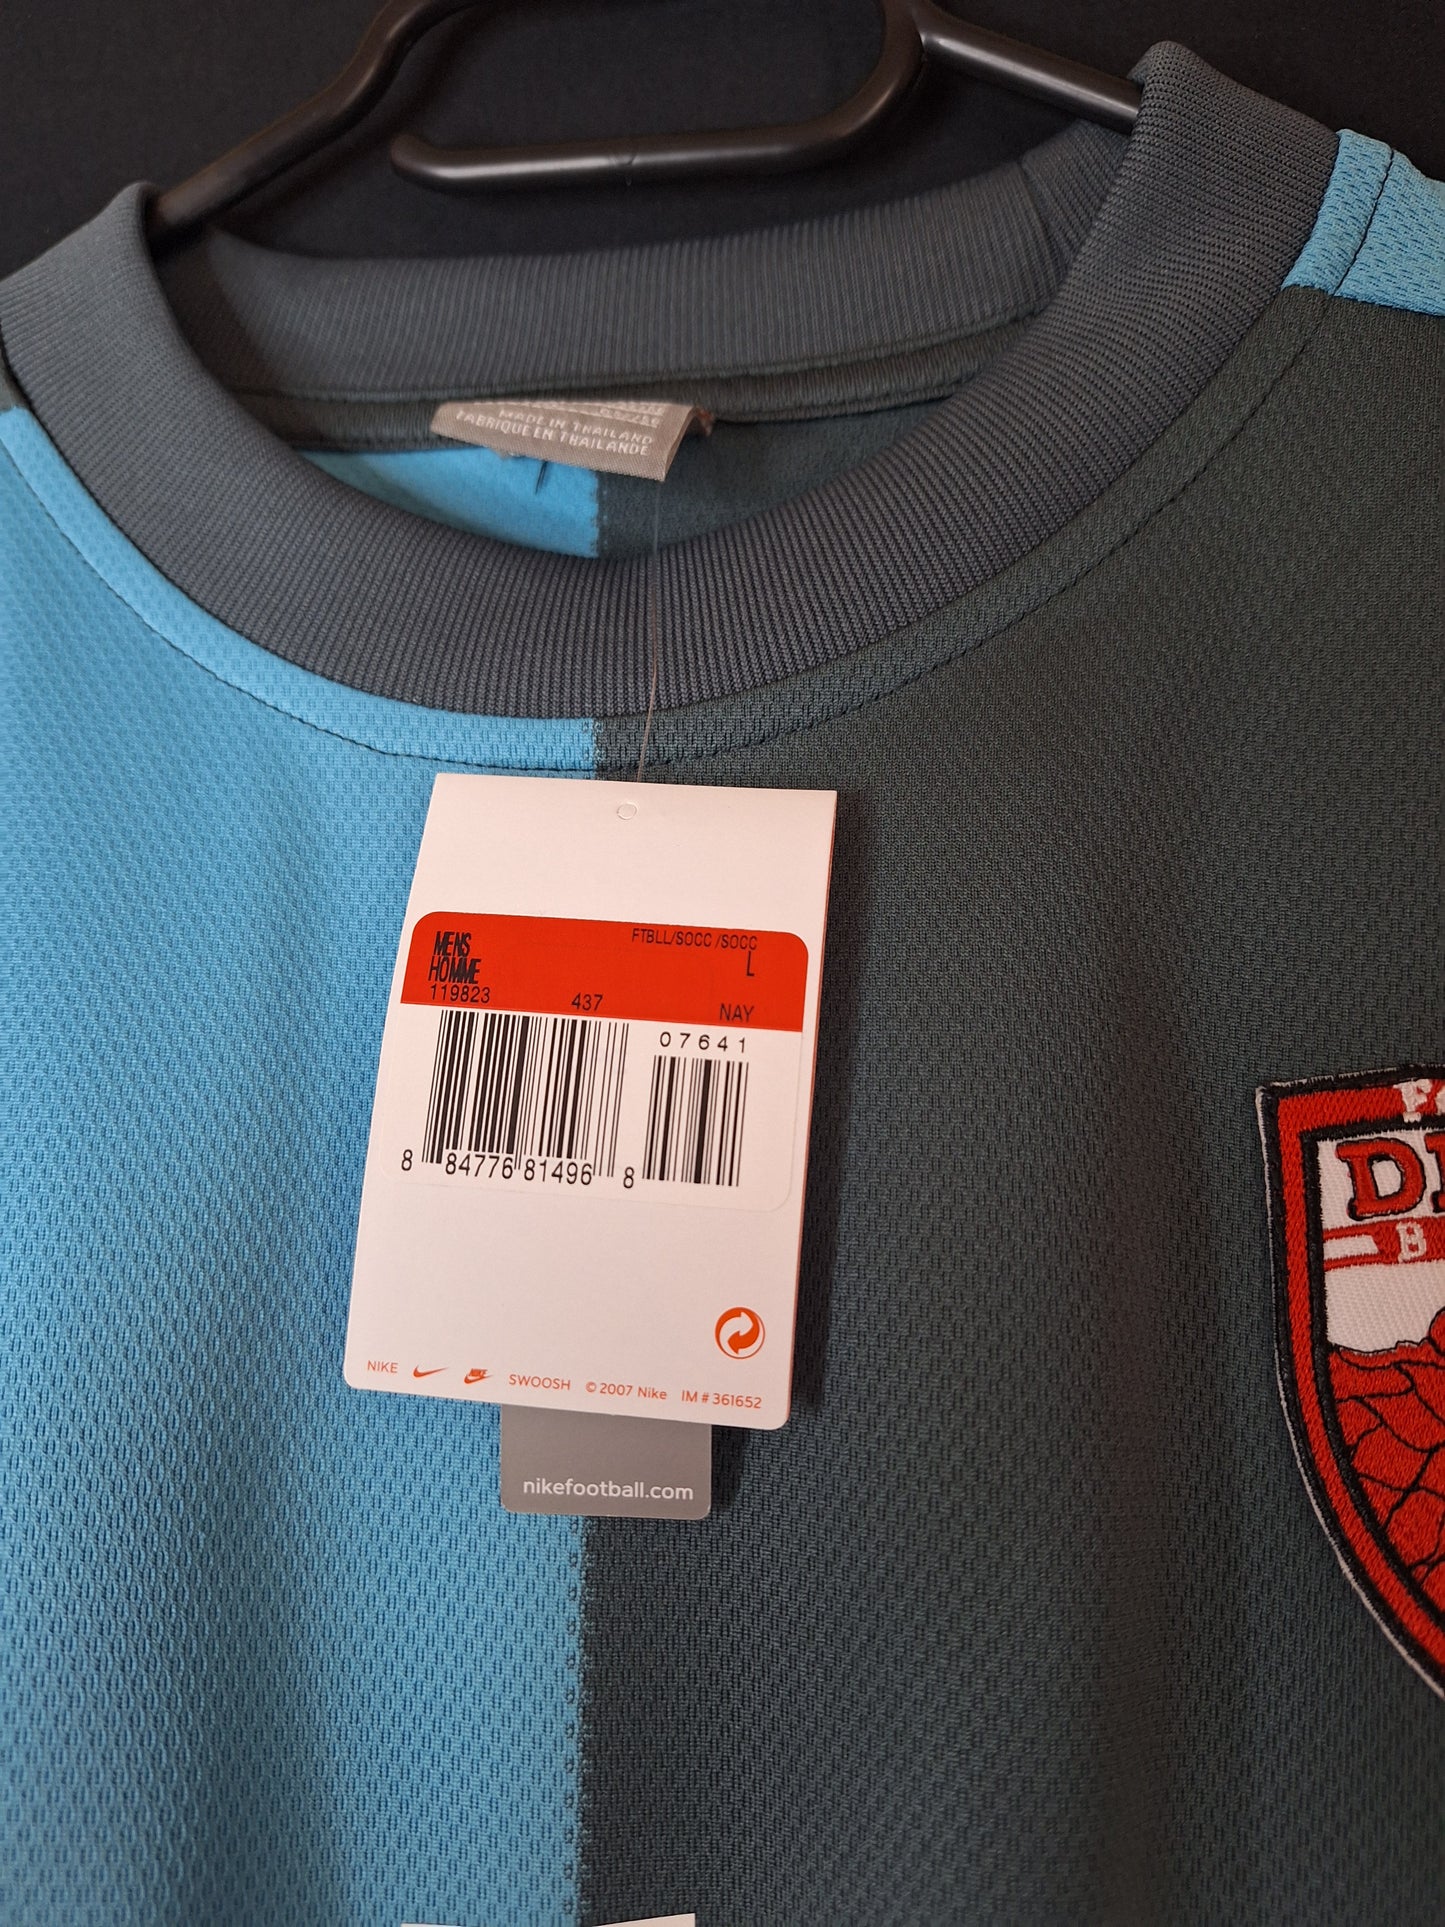 MADE IN THAILAND
FABRIQUE EN THAILANDE
MENS
HOMME
FTBLL/SOCC /SOCC
L
119823 437 NAY
07641
8 84776 81496 8
NIKE SWOOSH © 2007 Nike IM # 361652
nikefootball.com